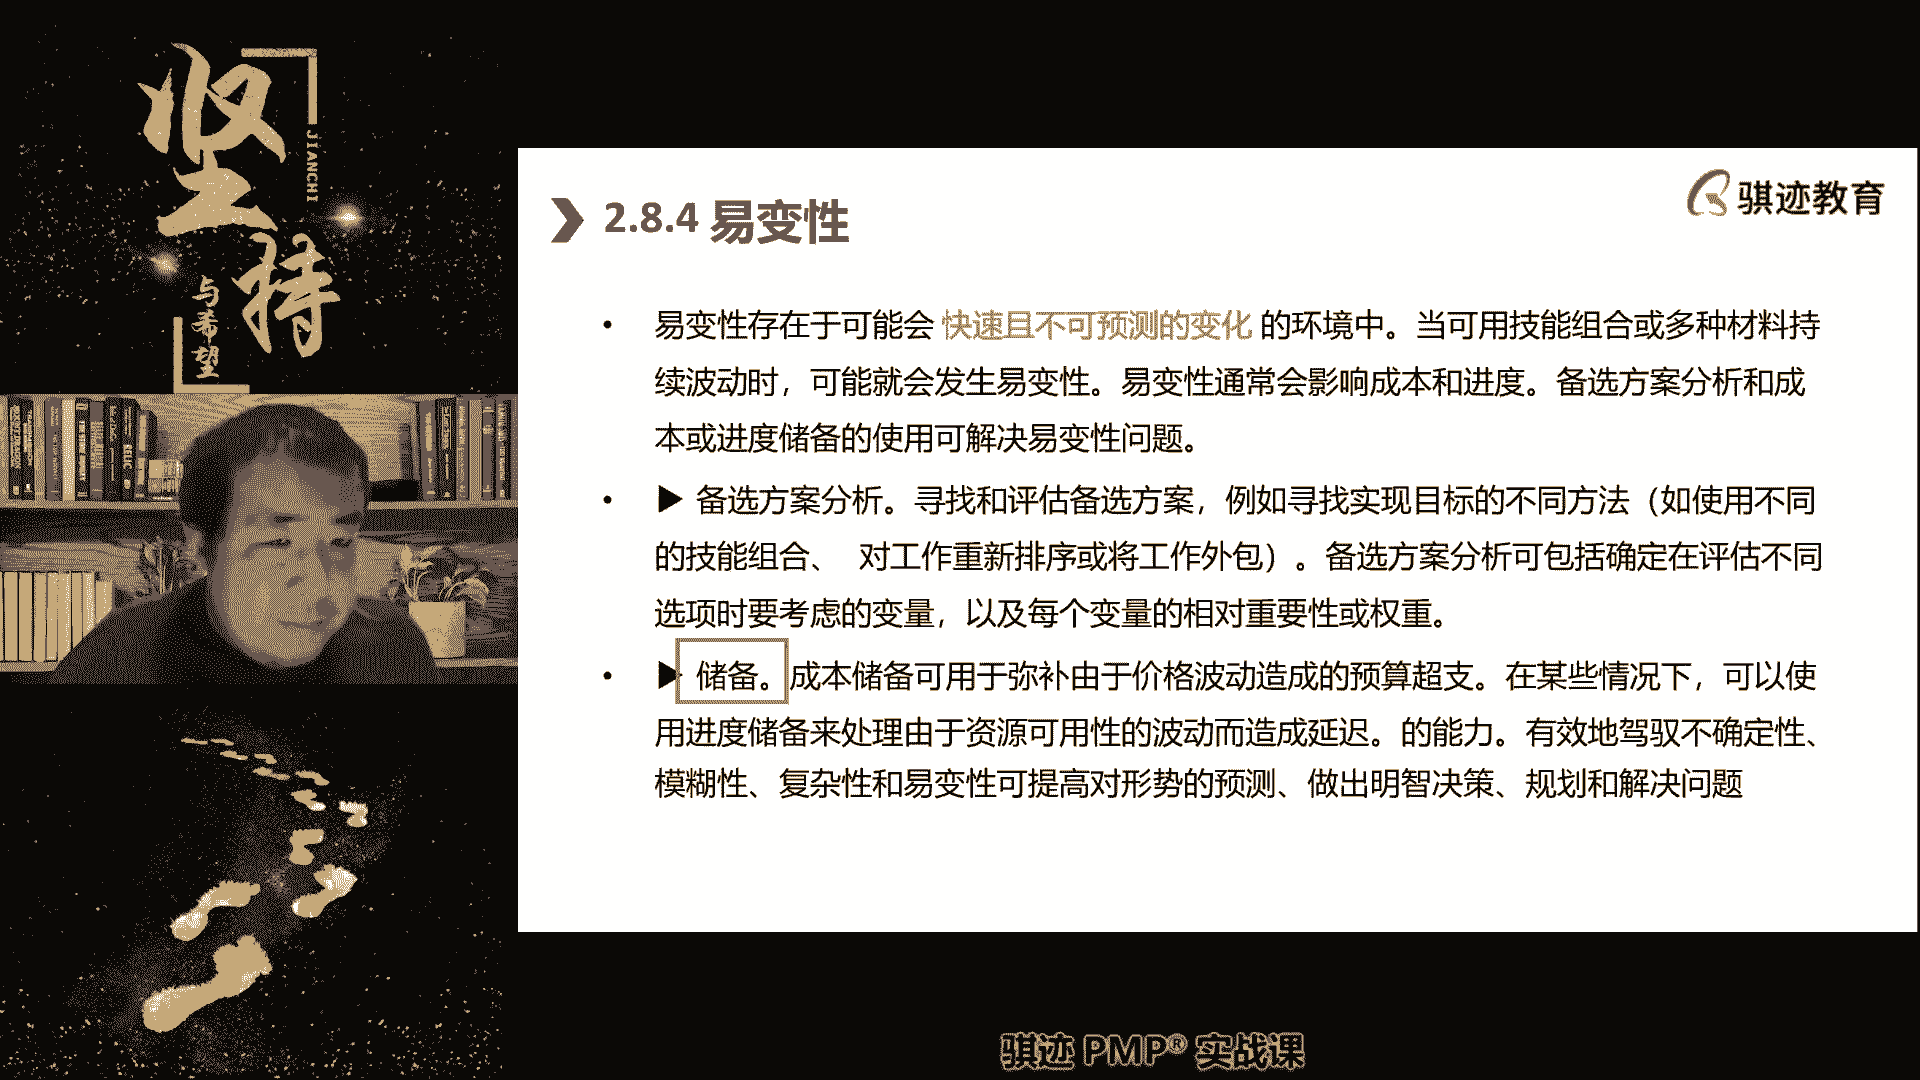 坚持
JIANCHI
与希望
骐迹教育
2.8.4 易变性
• 易变性存在于可能会 快速且不可预测的变化 的环境中。当可用技能组合或多种材料持
续波动时，可能就会发生易变性。易变性通常会影响成本和进度。备选方案分析和成
本或进度储备的使用可解决易变性问题。
• ▶ 备选方案分析。寻找和评估备选方案，例如寻找实现目标的不同方法（如使用不同
的技能组合、 对工作重新排序或将工作外包）。备选方案分析可包括确定在评估不同
选项时要考虑的变量，以及每个变量的相对重要性或权重。
• ▶ 储备。成本储备可用于弥补由于价格波动造成的预算超支。在某些情况下，可以使
用进度储备来处理由于资源可用性的波动而造成延迟。的能力。有效地驾驭不确定性、
模糊性、复杂性和易变性可提高对形势的预测、做出明智决策、规划和解决问题
骐迹 PMP® 实战课